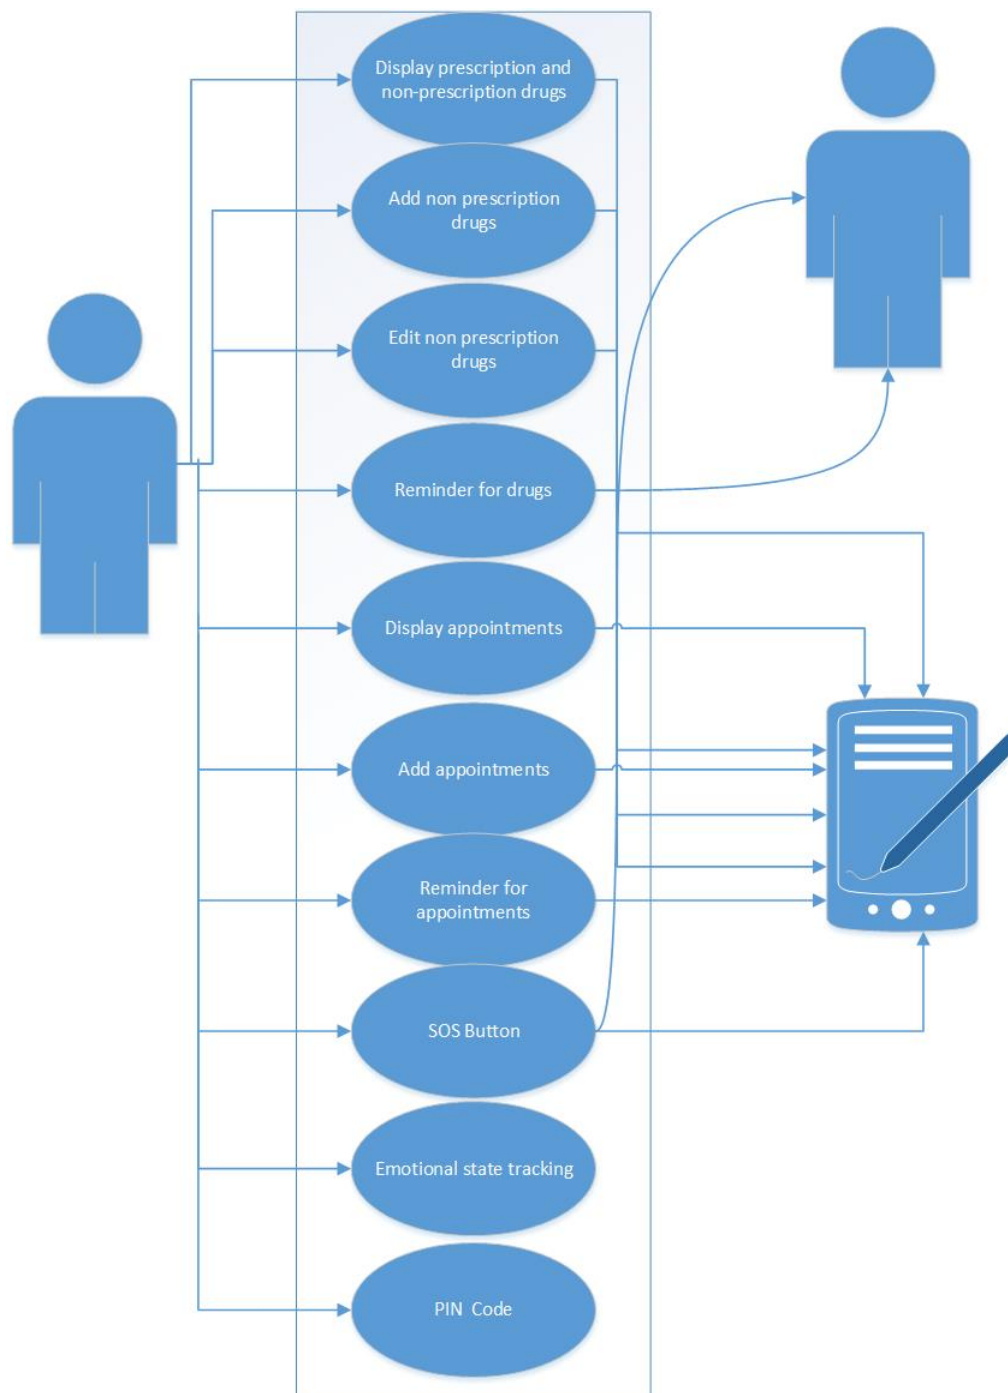 Display prescription and
non-prescription drugs
Add non prescription
drugs
Edit non prescription
drugs
Reminder for drugs
Display appointments
Add appointments
Reminder for
appointments
SOS Button
Emotional state tracking
PIN  Code